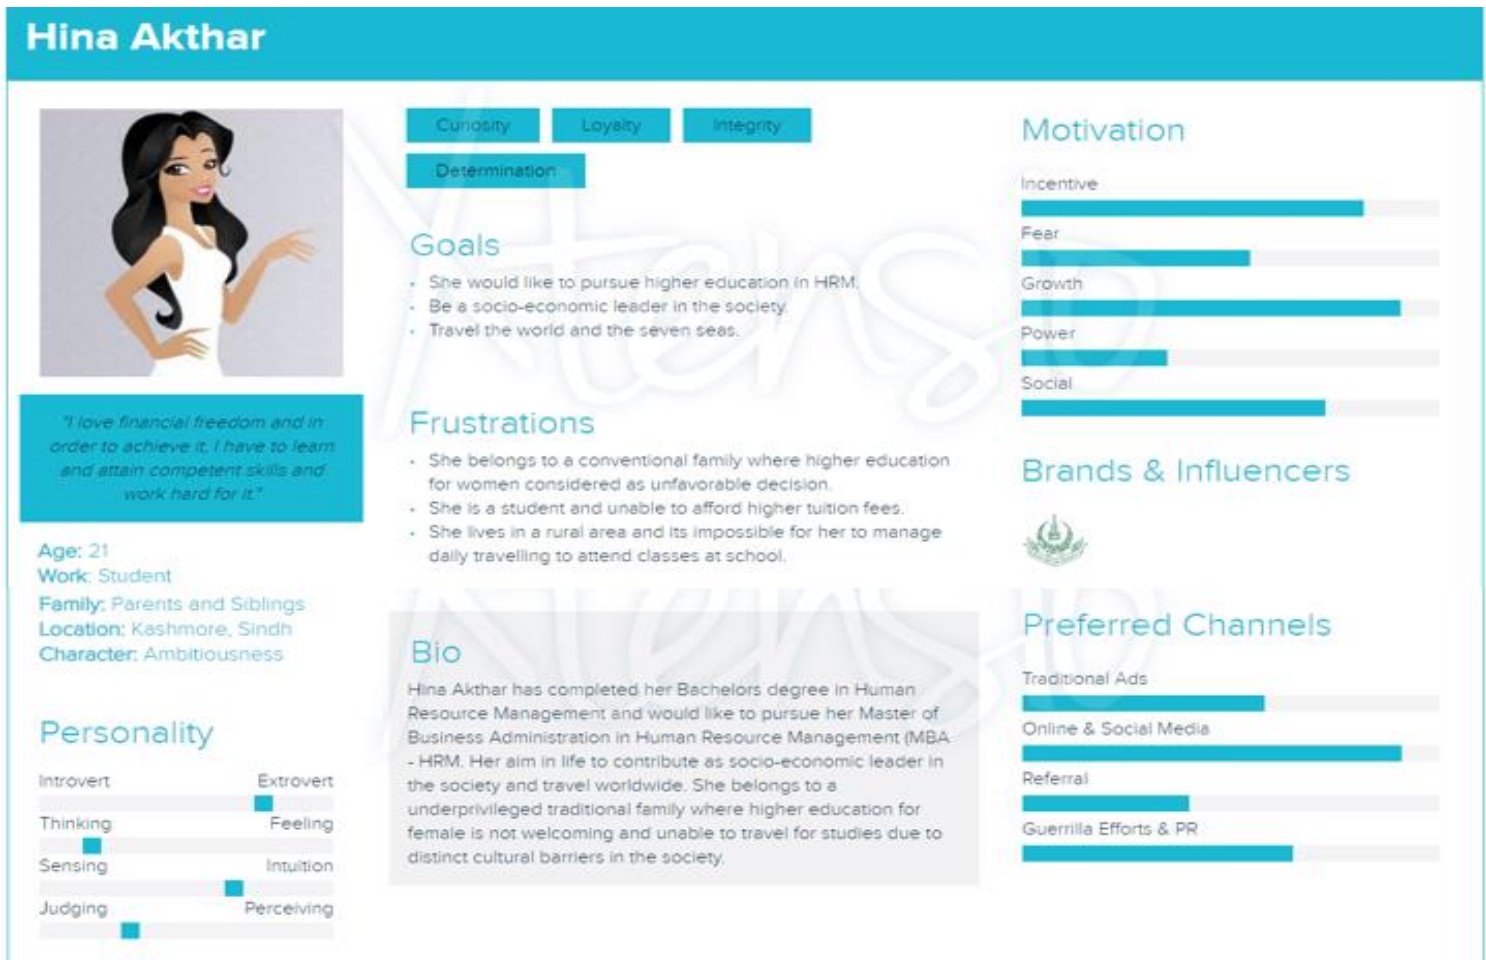 Hina Akthar
Curiosity
Loyalty
Integrity
Determination
"I love financial freedom and in
order to achieve it, I have to learn
and attain competent skills and
work hard for it."
Age: 21
Work: Student
Family: Parents and Siblings
Location: Kashmore, Sindh
Character: Ambitiousness
Personality
Introvert Extrovert
Thinking Feeling
Sensing Intuition
Judging Perceiving
Goals
• She would like to pursue higher education in HRM.
• Be a socio-economic leader in the society.
• Travel the world and the seven seas.
Frustrations
• She belongs to a conventional family where higher education
for women considered as unfavorable decision.
• She is a student and unable to afford higher tuition fees.
• She lives in a rural area and its impossible for her to manage
daily travelling to attend classes at school.
Bio
Hina Akthar has completed her Bachelors degree in Human
Resource Management and would like to pursue her Master of
Business Administration in Human Resource Management (MBA
- HRM. Her aim in life to contribute as socio-economic leader in
the society and travel worldwide. She belongs to a
underprivileged traditional family where higher education for
female is not welcoming and unable to travel for studies due to
distinct cultural barriers in the society.
Motivation
Incentive
Fear
Growth
Power
Social
Brands & Influencers
Preferred Channels
Traditional Ads
Online & Social Media
Referral
Guerrilla Efforts & PR
Xtensio
Xtensio